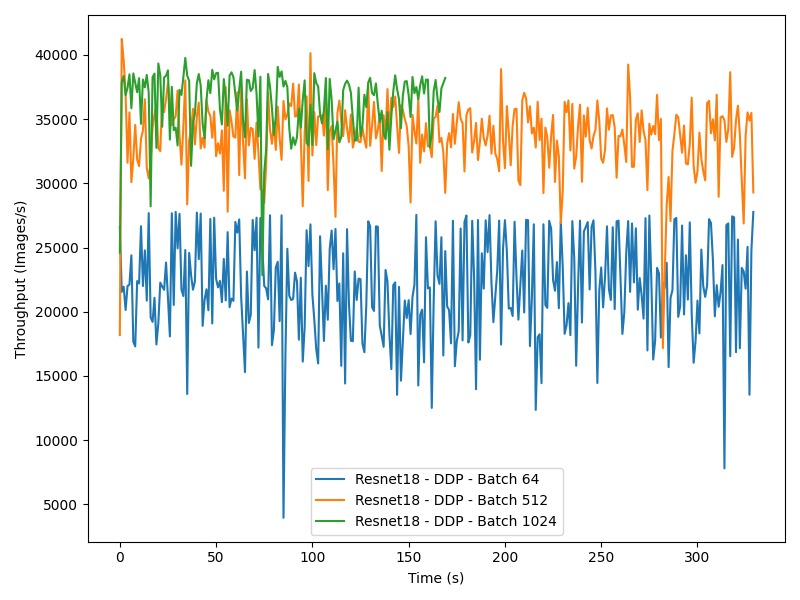 40000
35000
30000
25000
20000
15000
10000
5000
Throughput (Images/s)
Resnet18 - DDP - Batch 64
Resnet18 - DDP - Batch 512
Resnet18 - DDP - Batch 1024
0 50 100 150 200 250 300
Time (s)